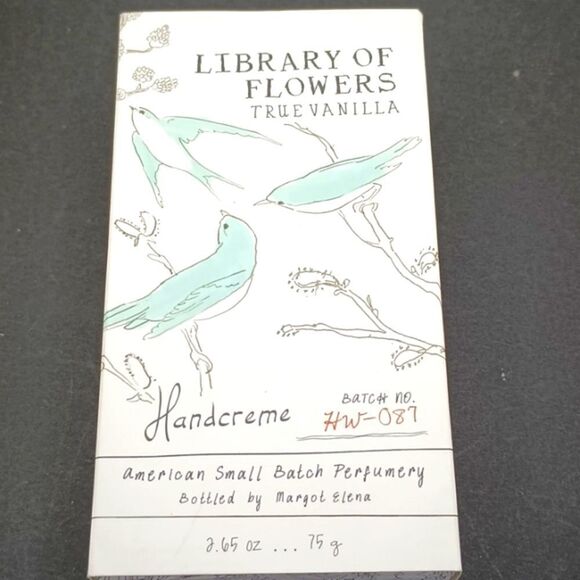 LIBRARY OF
FLOWERS
TRUE VANILLA
Handcreme
BATCH NO.
HW-087
American Small Batch Perfumery
Bottled by Margot Elena
2.65 oz ... 75 g